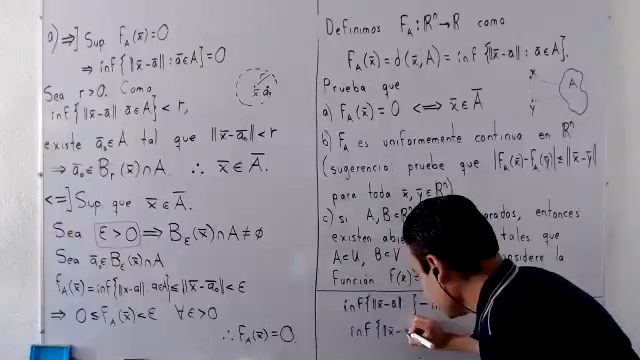 a) ⇒] Sup. F_A(x̄)=0
⇒ inf{‖x̄-ā‖ : ā∈A}=0
Sea r>0. Como
inf{‖x̄-ā‖: ā∈A} < r,
existe ā₀∈A tal que ‖x̄-ā₀‖<r
⇒ ā₀∈B_r(x̄)∩A. ∴ x̄∈A̅.
<=] Sup. que x̄∈A̅.
Sea ε>0 ⇒ B_ε(x̄)∩A≠∅
Sea ā₀∈B_ε(x̄)∩A
F_A(x̄)=inf{‖x̄-ā‖: ā∈A}≤‖x̄-ā₀‖<ε
⇒ 0≤F_A(x̄)<ε ∀ε>0
∴ F_A(x̄)=0.
x̄ ā₀
Definimos F_A: ℝⁿ→ℝ como
F_A(x̄)=d(x̄,A)=inf{‖x̄-ā‖: ā∈A}.
Prueba que
a) F_A(x̄)=0 <=> x̄∈A̅
x̄
A
ȳ
b) F_A es uniformemente continua en ℝⁿ
(sugerencia pruebe que |F_A(x̄)-F_A(ȳ)|≤‖x̄-ȳ‖
para toda x̄,ȳ∈ℝⁿ)
c) Si A,B⊂ entonces
existen tales que
A⊂U, B⊂V considere la
Función F(x̄)=
inf{‖x̄-ā‖ }-
inf{‖x̄-